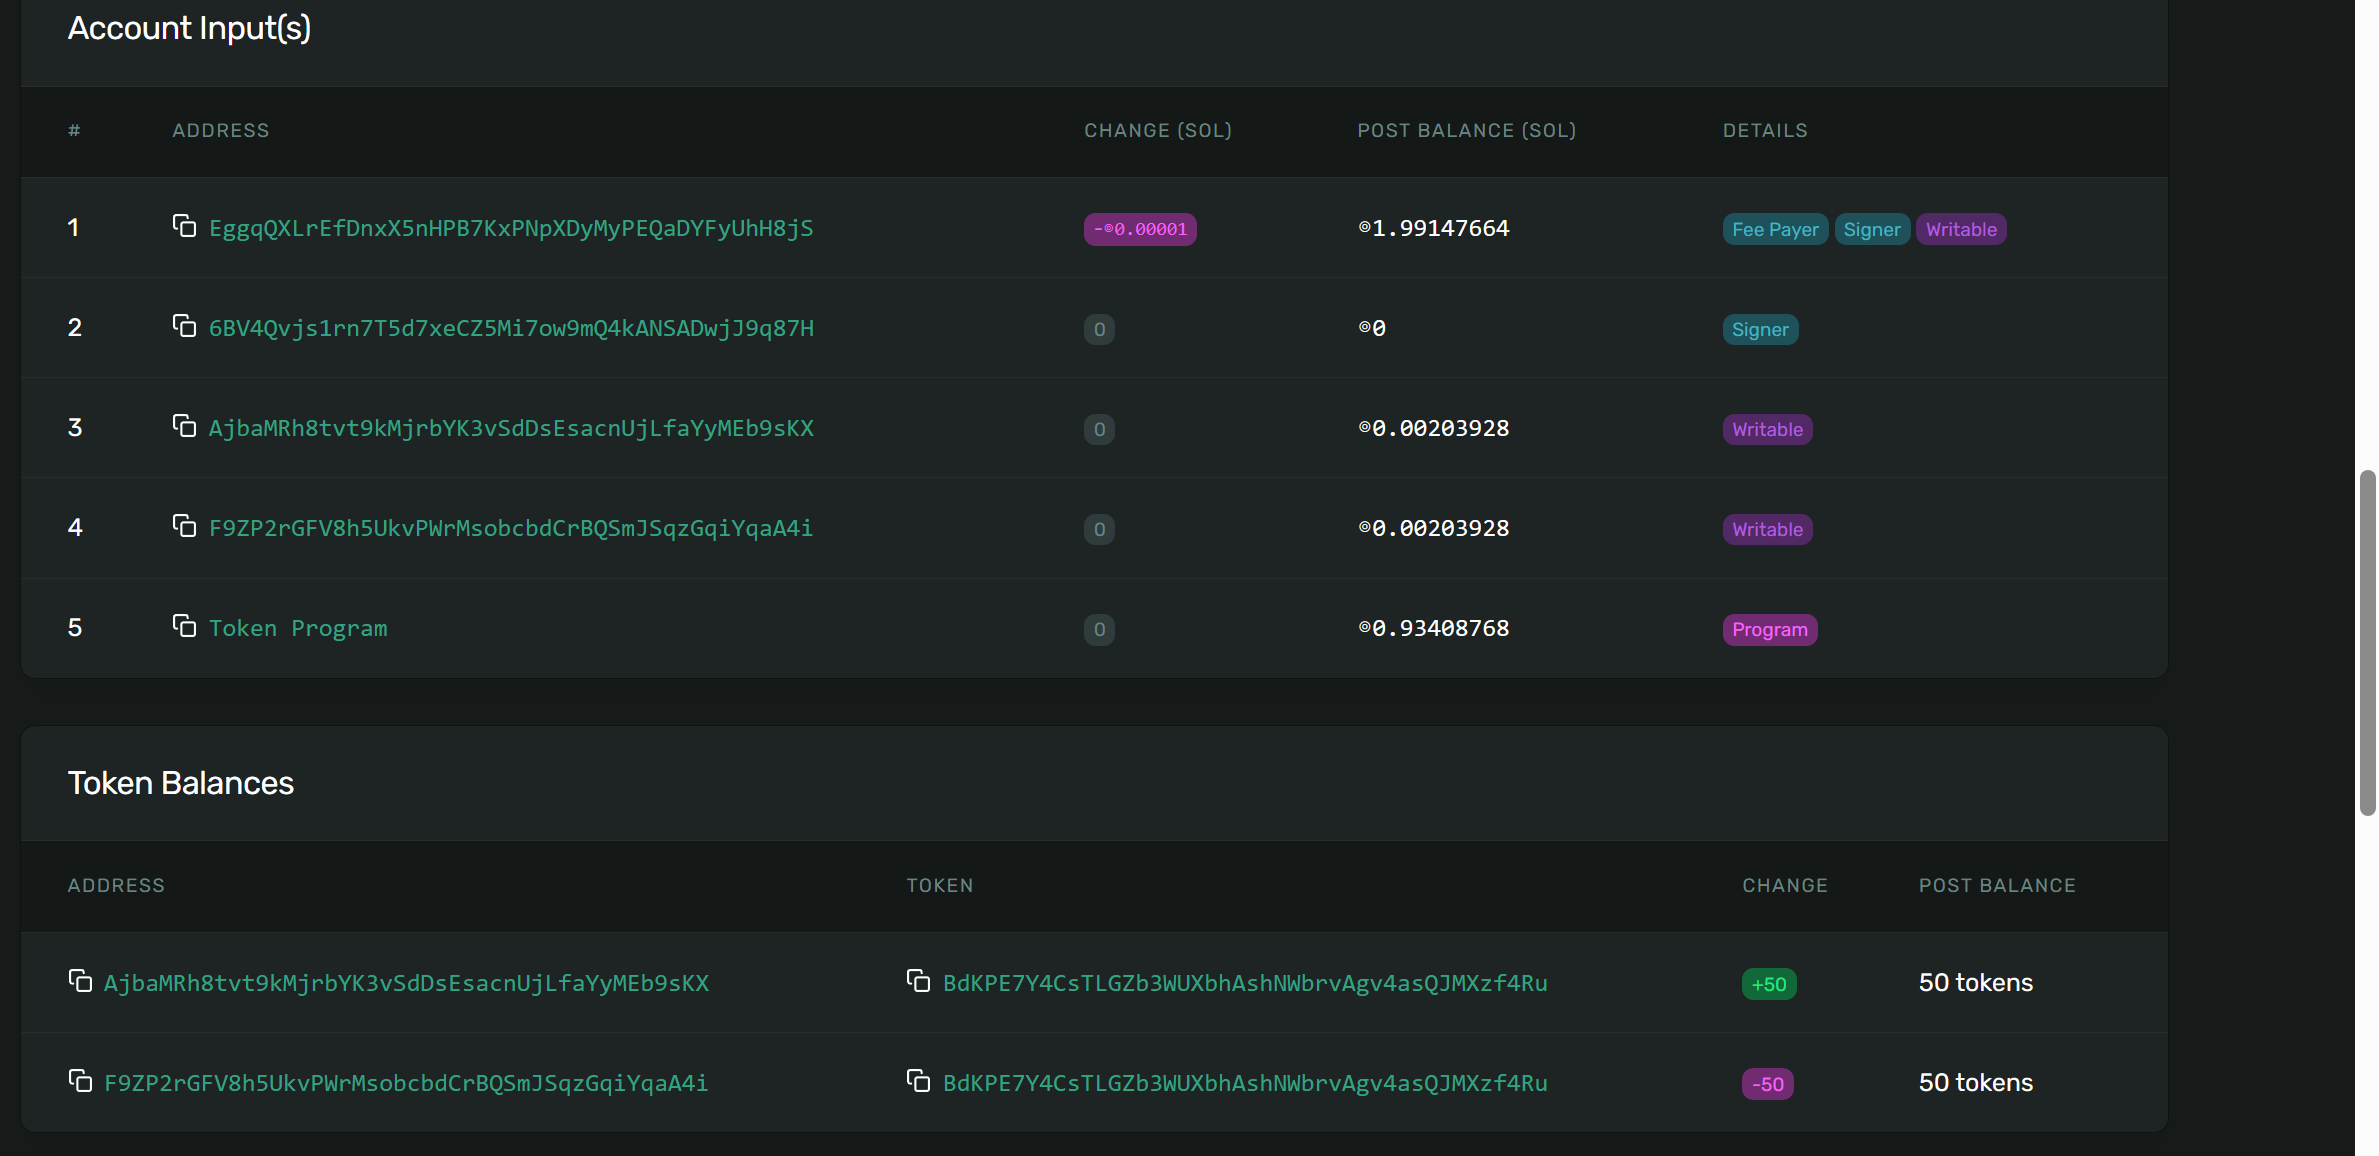 Account Input(s)
# ADDRESS CHANGE (SOL) POST BALANCE (SOL) DETAILS
1 EggqQXLrEfDnxX5nHPB7KxPNpXDyMyPEQaDYFyUhH8jS -◎0.00001 ◎1.99147664 Fee Payer Signer Writable
2 6BV4Qvjs1rn7T5d7xeCZ5Mi7ow9mQ4kANSADwjJ9q87H 0 ◎0 Signer
3 AjbaMRh8tvt9kMjrbYK3vSdDsEsacnUjLfaYyMEb9sKX 0 ◎0.00203928 Writable
4 F9ZP2rGFV8h5UkvPWrMsobcbdCrBQSmJSqzGqiYqaA4i 0 ◎0.00203928 Writable
5 Token Program 0 ◎0.93408768 Program
Token Balances
ADDRESS TOKEN CHANGE POST BALANCE
AjbaMRh8tvt9kMjrbYK3vSdDsEsacnUjLfaYyMEb9sKX BdKPE7Y4CsTLGZb3WUXbhAshNWbrvAgv4asQJMXzf4Ru +50 50 tokens
F9ZP2rGFV8h5UkvPWrMsobcbdCrBQSmJSqzGqiYqaA4i BdKPE7Y4CsTLGZb3WUXbhAshNWbrvAgv4asQJMXzf4Ru -50 50 tokens